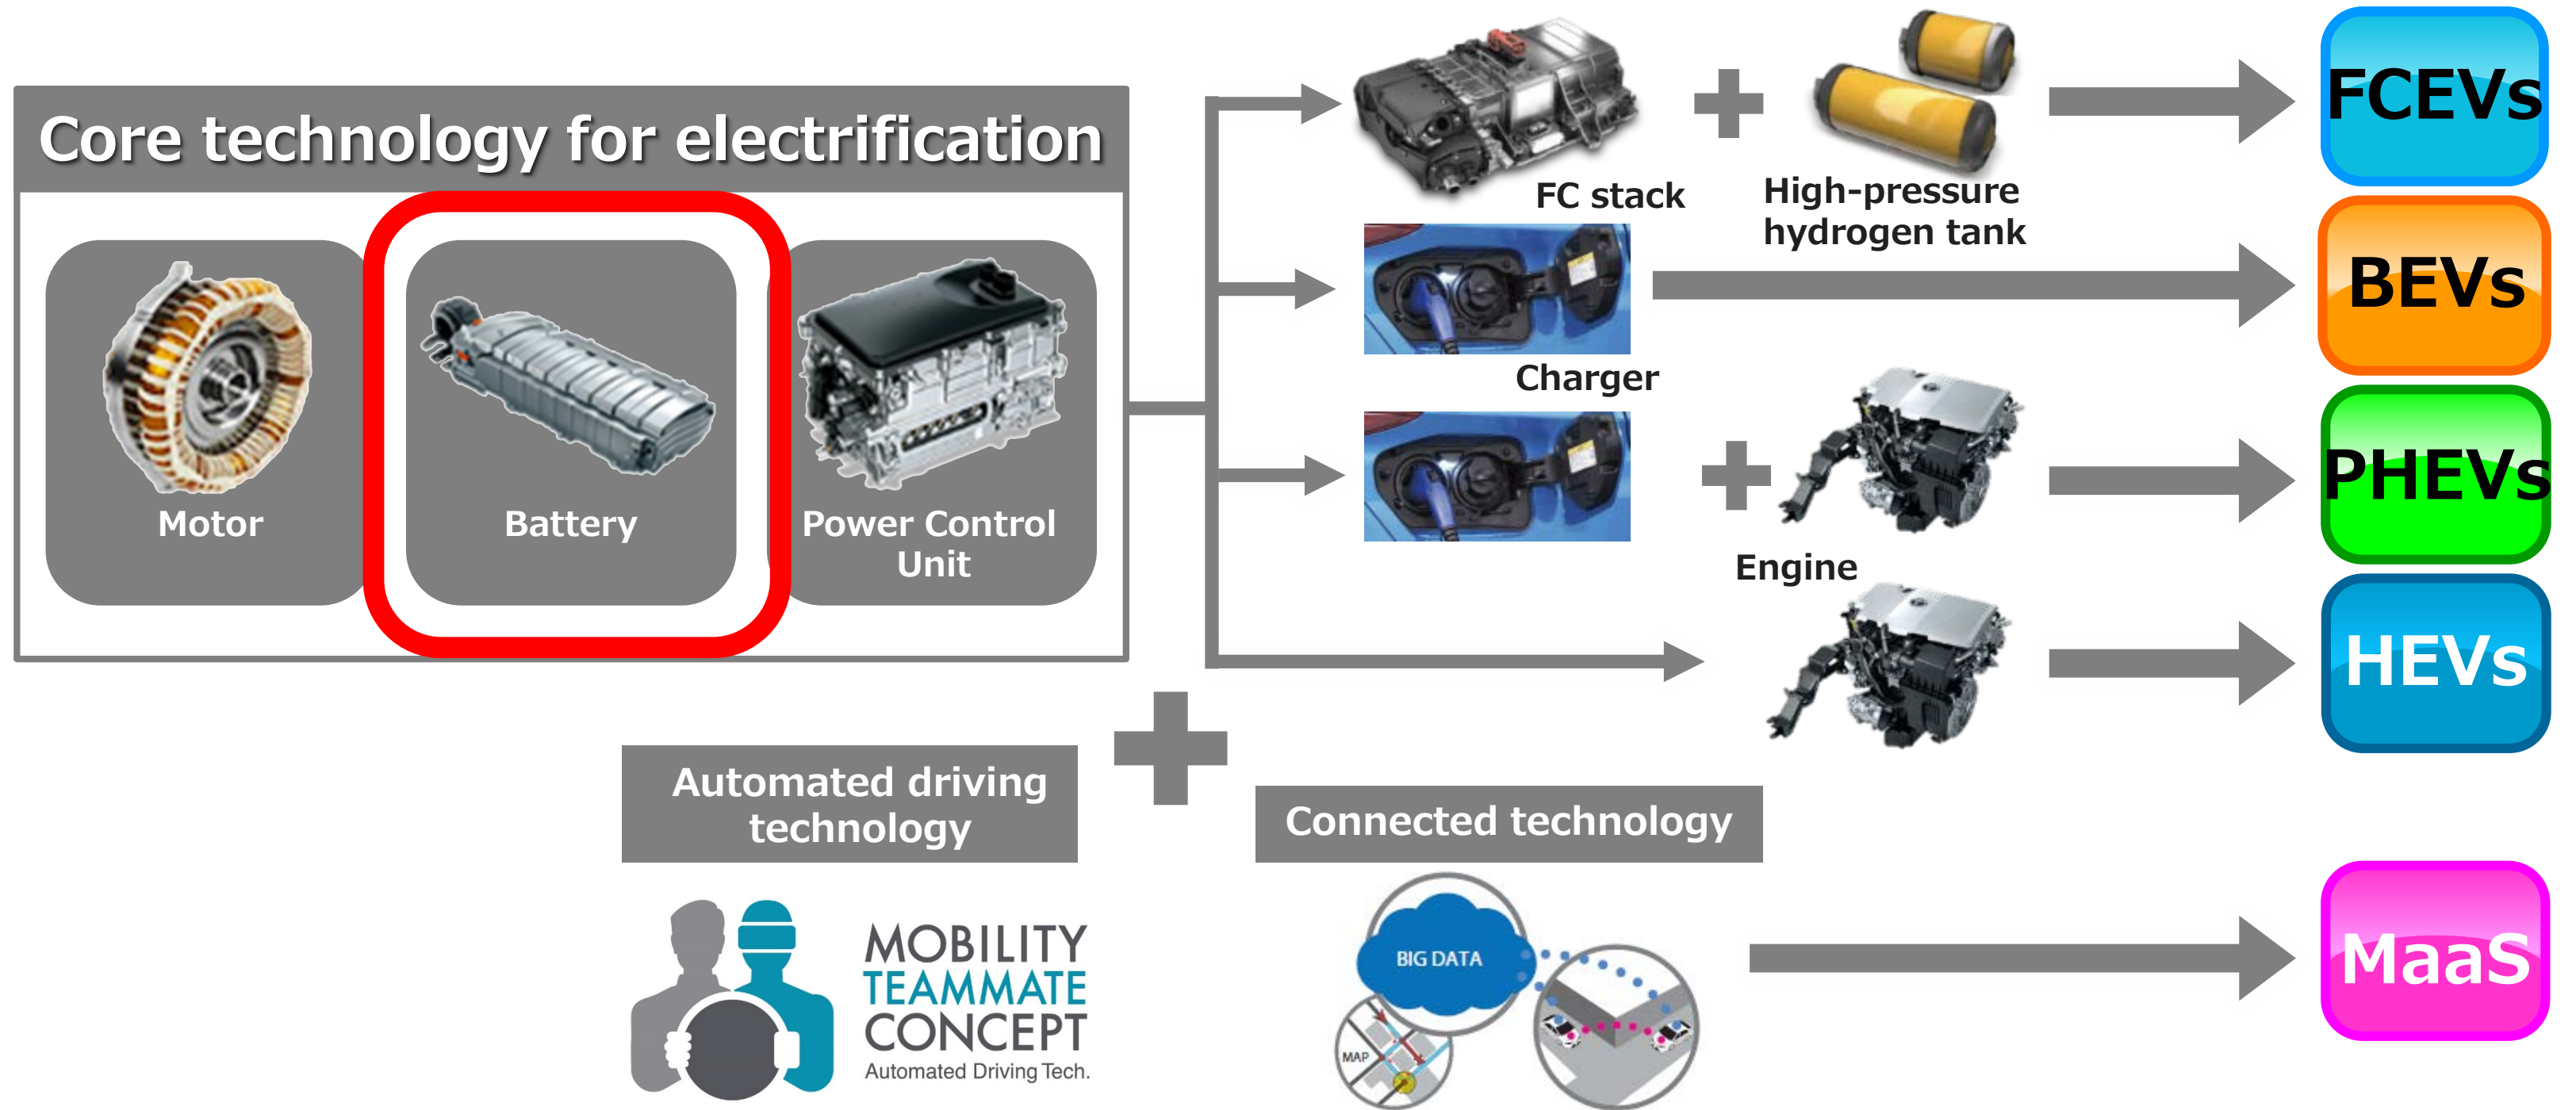 Core technology for electrification
Motor
Battery
Power Control
Unit
FC stack
High-pressure
hydrogen tank
FCEVs
Charger
BEVs
Engine
PHEVs
HEVs
Automated driving
technology
Connected technology
MOBILITY
TEAMMATE
CONCEPT
Automated Driving Tech.
BIG DATA
MAP
MaaS